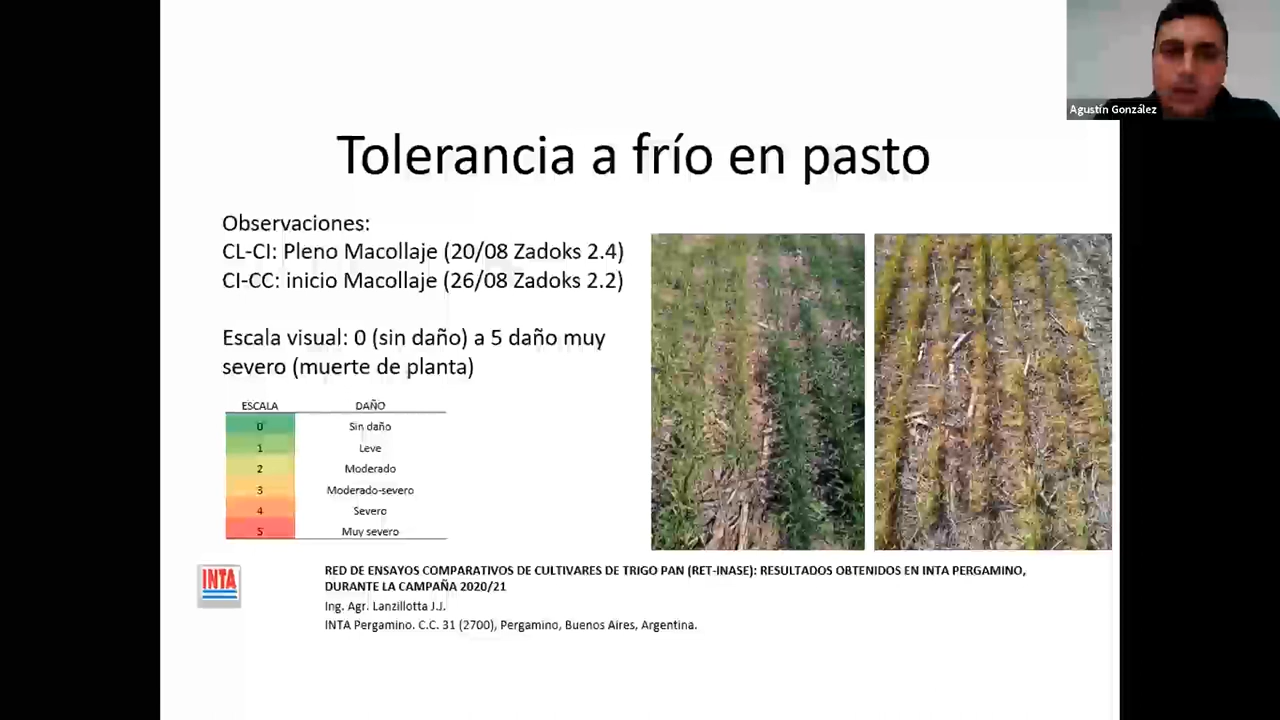 Agustín González
Tolerancia a frío en pasto
Observaciones:
CL-CI: Pleno Macollaje (20/08 Zadoks 2.4)
CI-CC: inicio Macollaje (26/08 Zadoks 2.2)
Escala visual: 0 (sin daño) a 5 daño muy
severo (muerte de planta)
ESCALA DAÑO
0 Sin daño
1 Leve
2 Moderado
3 Moderado-severo
4 Severo
5 Muy severo
INTA
RED DE ENSAYOS COMPARATIVOS DE CULTIVARES DE TRIGO PAN (RET-INASE): RESULTADOS OBTENIDOS EN INTA PERGAMINO,
DURANTE LA CAMPAÑA 2020/21
Ing. Agr. Lanzillotta J.J.
INTA Pergamino. C.C. 31 (2700), Pergamino, Buenos Aires, Argentina.